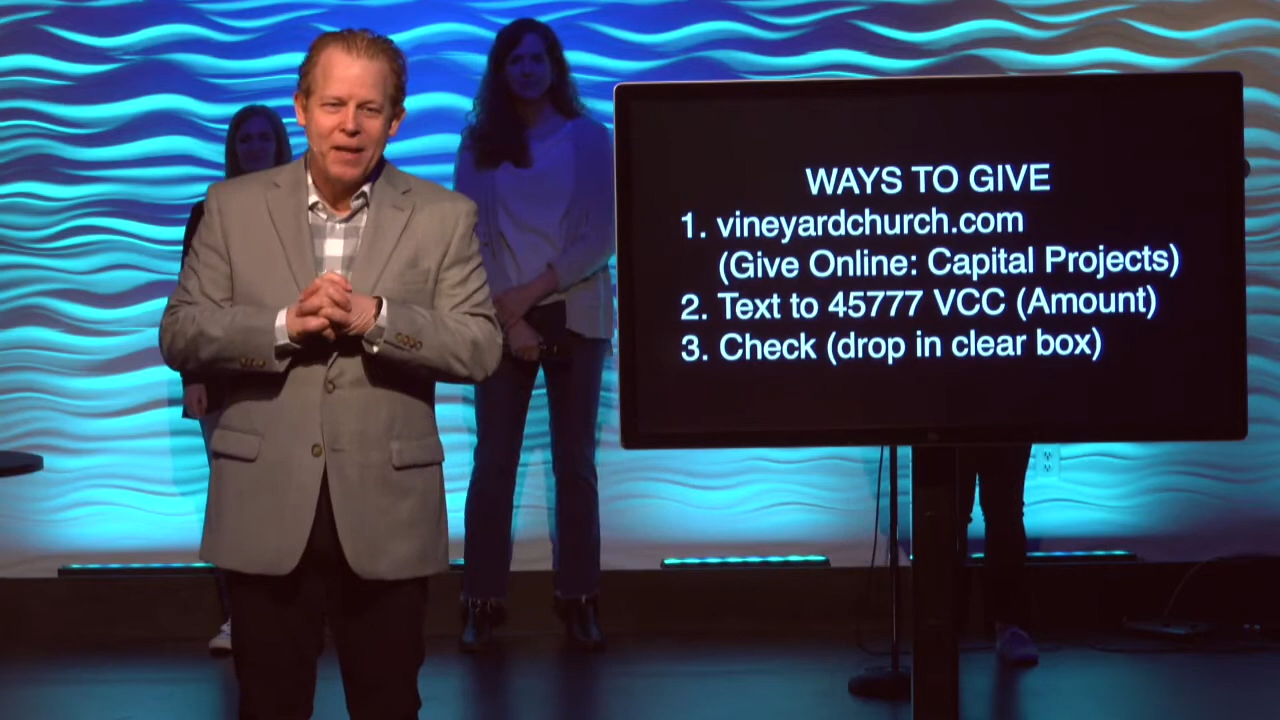 WAYS TO GIVE
1. vineyardchurch.com
(Give Online: Capital Projects)
2. Text to 45777 VCC (Amount)
3. Check (drop in clear box)